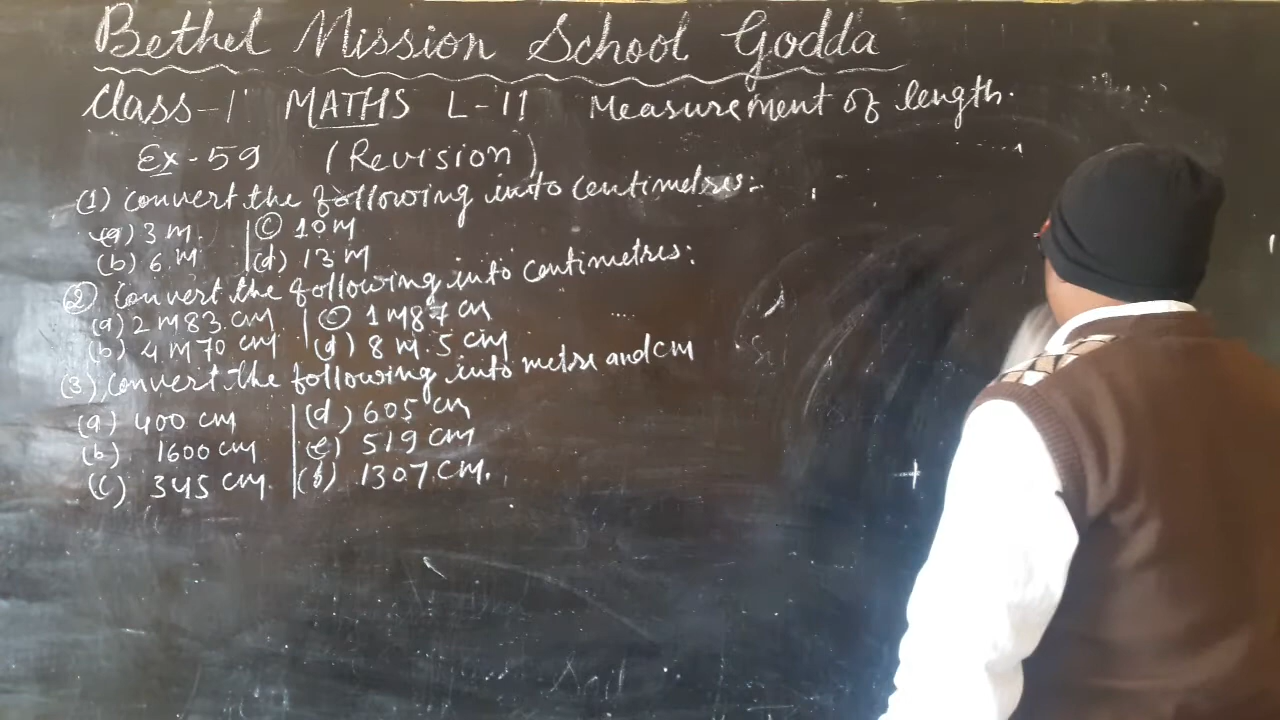 Bethel Mission School Godda
Class-1 MATHS L-11 Measurement of length.
Ex-59 (Revision)
(1) Convert the following into centimetres:-
(a) 3 M. (c) 10 M
(b) 6 M (d) 13 M
(2) Convert the following into centimetres:
(a) 2 M 83 CM (c) 1 M 87 CM
(b) 4 M 70 CM (d) 8 M. 5 CM
(3) Convert the following into metre and CM
(a) 400 CM (d) 605 CM
(b) 1600 CM (e) 519 CM
(c) 345 CM. (f) 1307 CM.